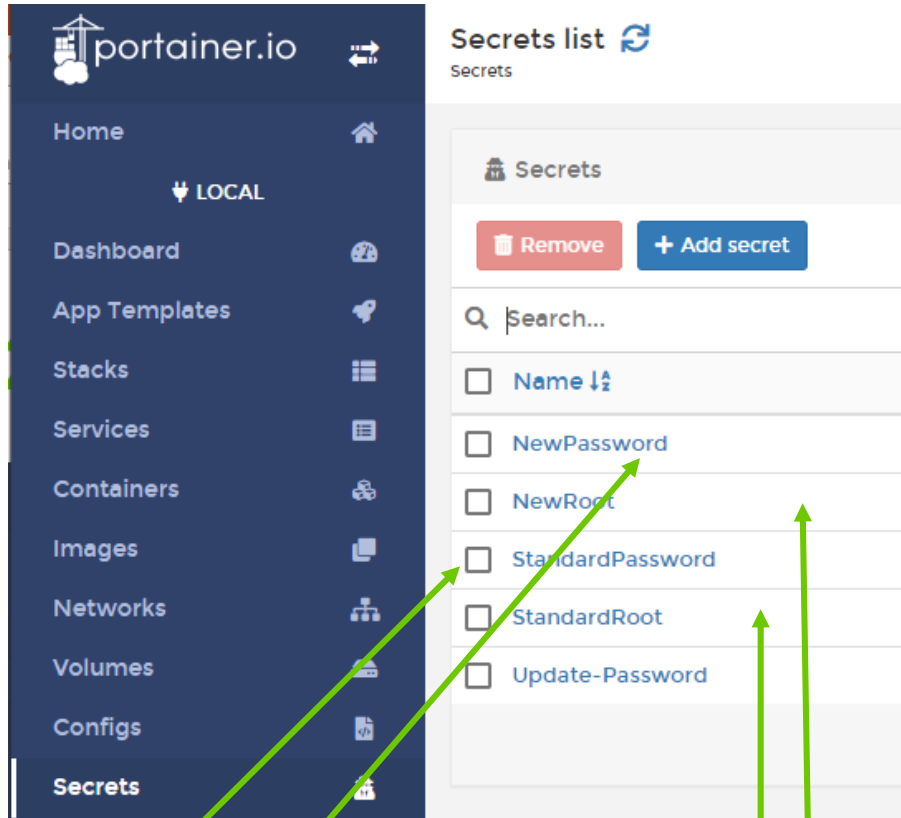 portainer.io
Home
LOCAL
Dashboard
App Templates
Stacks
Services
Containers
Images
Networks
Volumes
Configs
Secrets
Secrets list
Secrets
Secrets
Remove
+ Add secret
Search...
Name
NewPassword
NewRoot
StandardPassword
StandardRoot
Update-Password